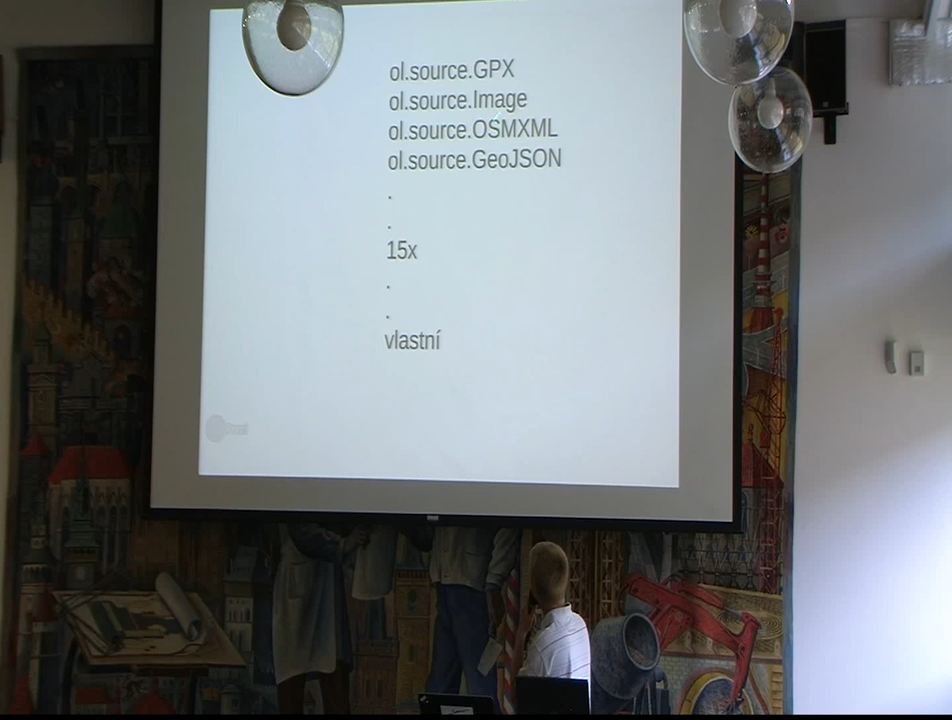 ol.source.GPX
ol.source.Image
ol.source.OSMXML
ol.source.GeoJSON
.
.
15x
.
.
vlastní